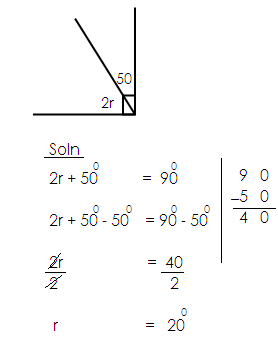 50
2r
Soln
2r + 50⁰ = 90⁰
2r + 50⁰ - 50⁰ = 90⁰ - 50⁰
2r = 40
2 2
r = 20⁰
9 0
-5 0
4 0